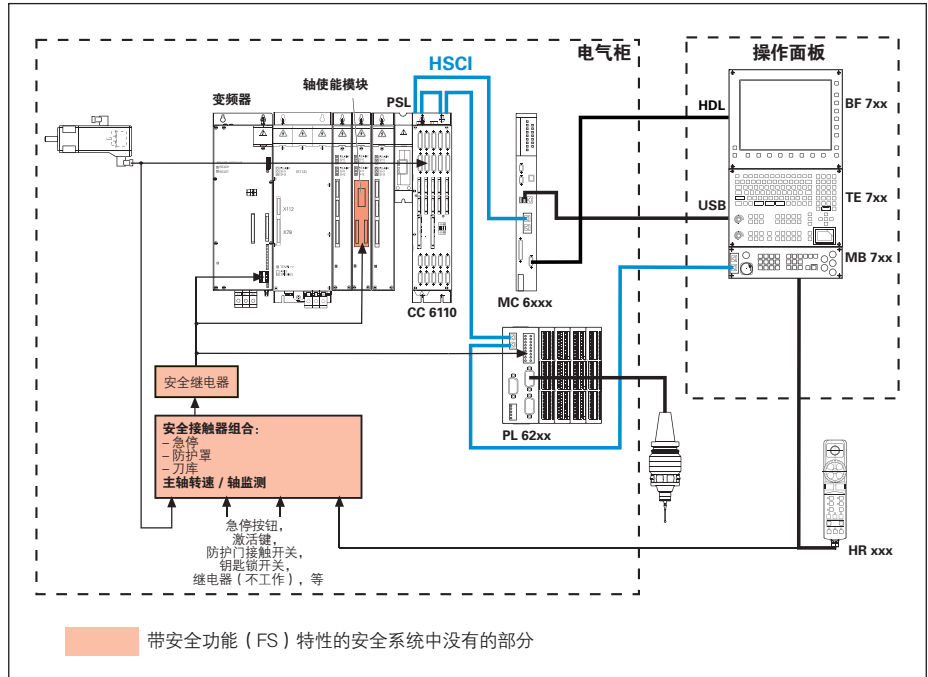 电气柜
操作面板
HSCI
轴使能模块
变频器
PSL
HDL
BF 7xx
X112
X78
USB
TE 7xx
MB 7xx
MC 6xxx
CC 6110
安全继电器
PL 62xx
安全接触器组合：
– 急停
– 防护罩
– 刀库
主轴转速 / 轴监测
急停按钮，
激活键，
防护门接触开关，
钥匙锁开关，
继电器（不工作），等
HR xxx
带安全功能（FS）特性的安全系统中没有的部分